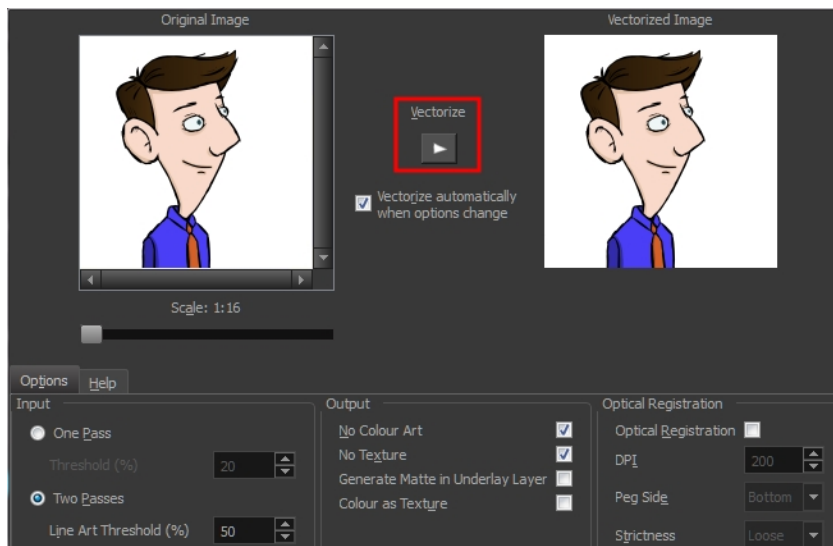 Original Image
Vectorized Image
Vectorize
Vectorize automatically
when options change
Scale: 1:16
Options
Help
Input
Output
Optical Registration
One Pass
No Colour Art
Optical Registration
Threshold (%) 20
No Texture
DPI 200
Two Passes
Generate Matte in Underlay Layer
Peg Side Bottom
Line Art Threshold (%) 50
Colour as Texture
Strictness Loose